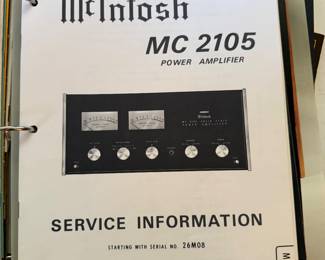 McIntosh
MC 2105
POWER AMPLIFIER
SERVICE INFORMATION
STARTING WITH SERIAL NO. 26M08
M